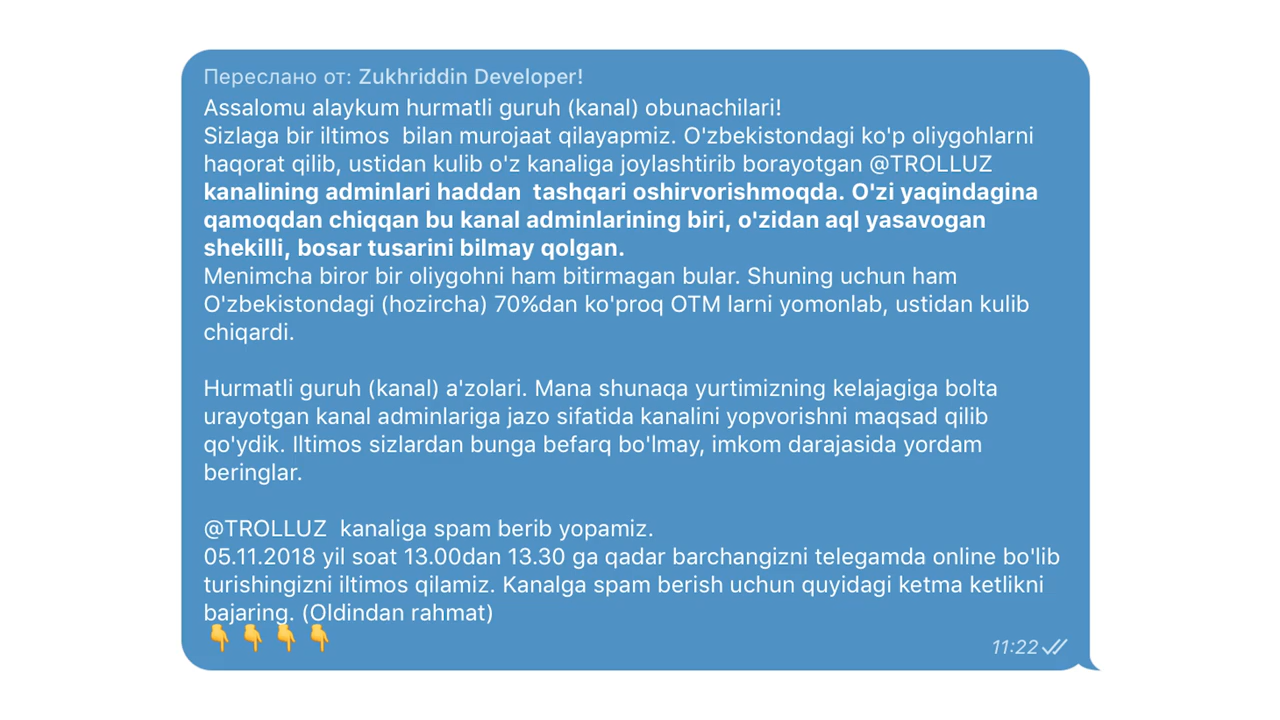 Переслано от: Zukhriddin Developer!
Assalomu alaykum hurmatli guruh (kanal) obunachilari!
Sizlaga bir iltimos  bilan murojaat qilayapmiz. O'zbekistondagi ko'p oliygohlarni
haqorat qilib, ustidan kulib o'z kanaliga joylashtirib borayotgan @TROLLUZ
kanalining adminlari haddan  tashqari oshirvorishmoqda. O'zi yaqindagina
qamoqdan chiqqan bu kanal adminlarining biri, o'zidan aql yasavogan
shekilli, bosar tusarini bilmay qolgan.
Menimcha biror bir oliygohni ham bitirmagan bular. Shuning uchun ham
O'zbekistondagi (hozircha) 70%dan ko'proq OTM larni yomonlab, ustidan kulib
chiqardi.
Hurmatli guruh (kanal) a'zolari. Mana shunaqa yurtimizning kelajagiga bolta
urayotgan kanal adminlariga jazo sifatida kanalini yopvorishni maqsad qilib
qo'ydik. Iltimos sizlardan bunga befarq bo'lmay, imkom darajasida yordam
beringlar.
@TROLLUZ  kanaliga spam berib yopamiz.
05.11.2018 yil soat 13.00dan 13.30 ga qadar barchangizni telegamda online bo'lib
turishingizni iltimos qilamiz. Kanalga spam berish uchun quyidagi ketma ketlikni
bajaring. (Oldindan rahmat)
👇👇👇👇
11:22